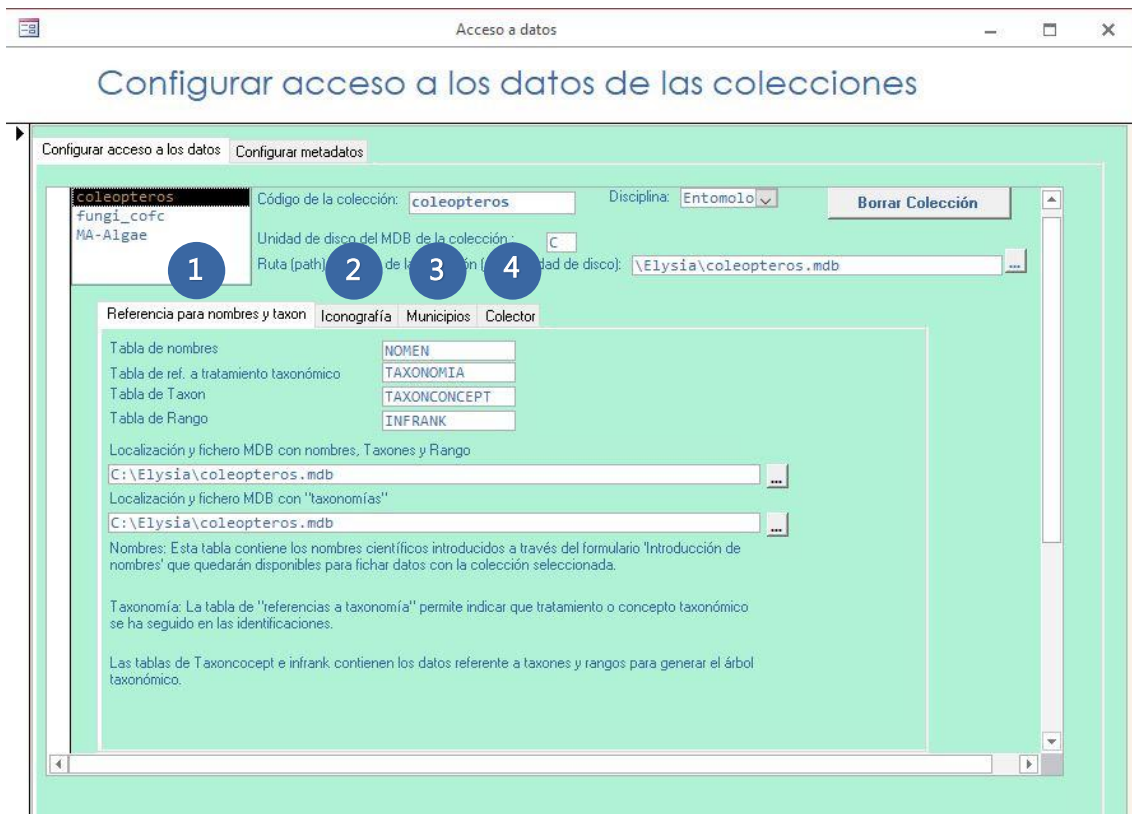 Acceso a datos
Configurar acceso a los datos de las colecciones
Configurar acceso a los datos Configurar metadatos
coleopteros
fungi_cofc
MA-Algae
Código de la colección: coleopteros
Disciplina: Entomolo
Borrar Colección
Unidad de disco del MDB de la colección : C
Ruta (path) de la ón ( dad de disco): \Elysia\coleopteros.mdb ...
1 2 3 4
Referencia para nombres y taxon Iconografía Municipios Colector
Tabla de nombres NOMEN
Tabla de ref. a tratamiento taxonómico TAXONOMIA
Tabla de Taxon TAXONCONCEPT
Tabla de Rango INFRANK
Localización y fichero MDB con nombres, Taxones y Rango
C:\Elysia\coleopteros.mdb ...
Localización y fichero MDB con "taxonomías"
C:\Elysia\coleopteros.mdb ...
Nombres: Esta tabla contiene los nombres científicos introducidos a través del formulario 'Introducción de
nombres' que quedarán disponibles para fichar datos con la colección seleccionada.
Taxonomía: La tabla de "referencias a taxonomía" permite indicar que tratamiento o concepto taxonómico
se ha seguido en las identificaciones.
Las tablas de Taxoncocept e infrank contienen los datos referente a taxones y rangos para generar el árbol
taxonómico.